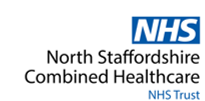 NHS
North Staffordshire
Combined Healthcare
NHS Trust